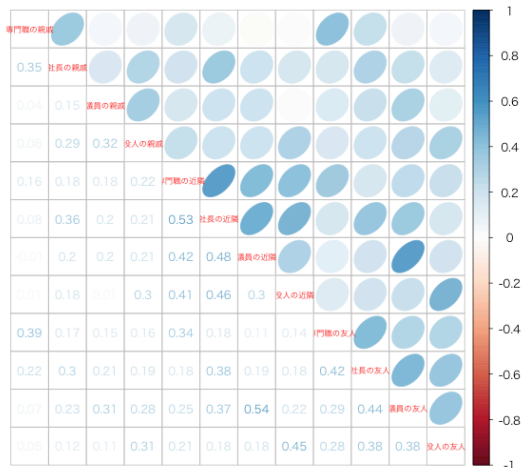 専門職の親戚
0.35 社長の親戚
0.04 0.15 議員の親戚
0.06 0.29 0.32 役人の親戚
0.16 0.18 0.18 0.22 専門職の近隣
0.08 0.36 0.2 0.21 0.53 社長の近隣
-0.01 0.2 0.2 0.21 0.42 0.48 議員の近隣
0.01 0.18 0.01 0.3 0.41 0.46 0.3 役人の近隣
0.39 0.17 0.15 0.16 0.34 0.18 0.11 0.14 専門職の友人
0.22 0.3 0.21 0.19 0.18 0.38 0.19 0.18 0.42 社長の友人
0.07 0.23 0.31 0.28 0.25 0.37 0.54 0.22 0.29 0.44 議員の友人
0.12 0.11 0.31 0.21 0.18 0.18 0.45 0.28 0.38 0.38 役人の友人
1
0.8
0.6
0.4
0.2
0
-0.2
-0.4
-0.6
-0.8
-1